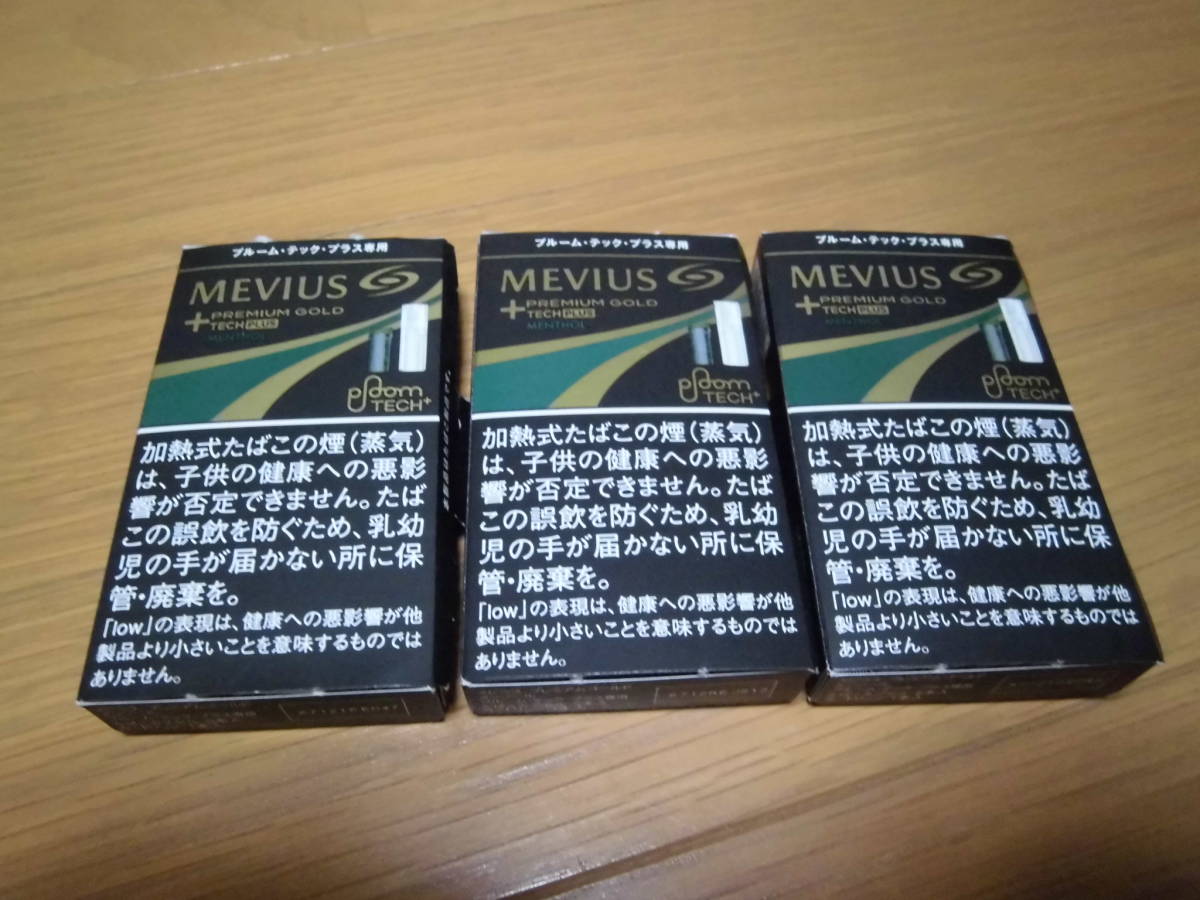 プルーム・テック・プラス専用
MEVIUS
PREMIUM GOLD
+TECH PLUS
MENTHOL
Ploom
TECH+
加熱式たばこの煙(蒸気)
は、子供の健康への悪影
響が否定できません。たば
この誤飲を防ぐため、乳幼
児の手が届かない所に保
管・廃棄を。
「low」の表現は、健康への悪影響が他
製品より小さいことを意味するものでは
ありません。
プルーム・テック・プラス専用
MEVIUS
PREMIUM GOLD
+TECH PLUS
MENTHOL
Ploom
TECH+
加熱式たばこの煙(蒸気)
は、子供の健康への悪影
響が否定できません。たば
この誤飲を防ぐため、乳幼
児の手が届かない所に保
管・廃棄を。
「low」の表現は、健康への悪影響が他
製品より小さいことを意味するものでは
ありません。
プルーム・テック・プラス専用
MEVIUS
PREMIUM GOLD
+TECH PLUS
MENTHOL
Ploom
TECH+
加熱式たばこの煙(蒸気)
は、子供の健康への悪影
響が否定できません。たば
この誤飲を防ぐため、乳幼
児の手が届かない所に保
管・廃棄を。
「low」の表現は、健康への悪影響が他
製品より小さいことを意味するものでは
ありません。